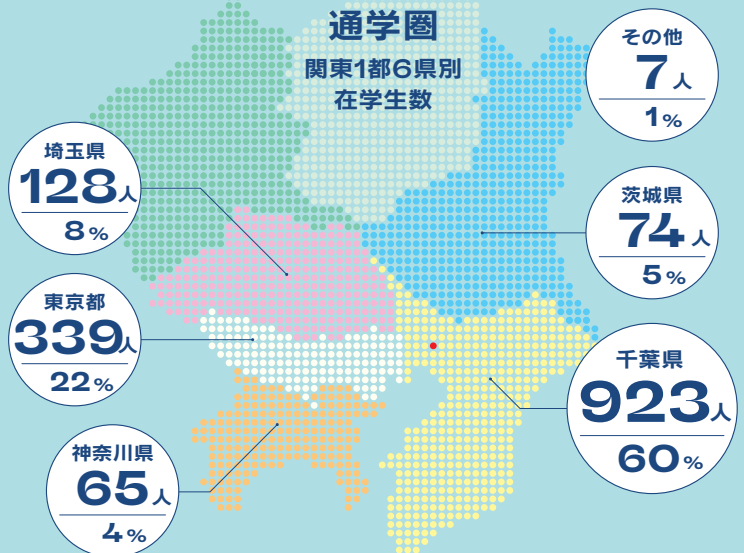 通学圏
関東1都6県別
在学生数
その他
7人
1%
埼玉県
128人
8%
茨城県
74人
5%
東京都
339人
22%
千葉県
923人
60%
神奈川県
65人
4%